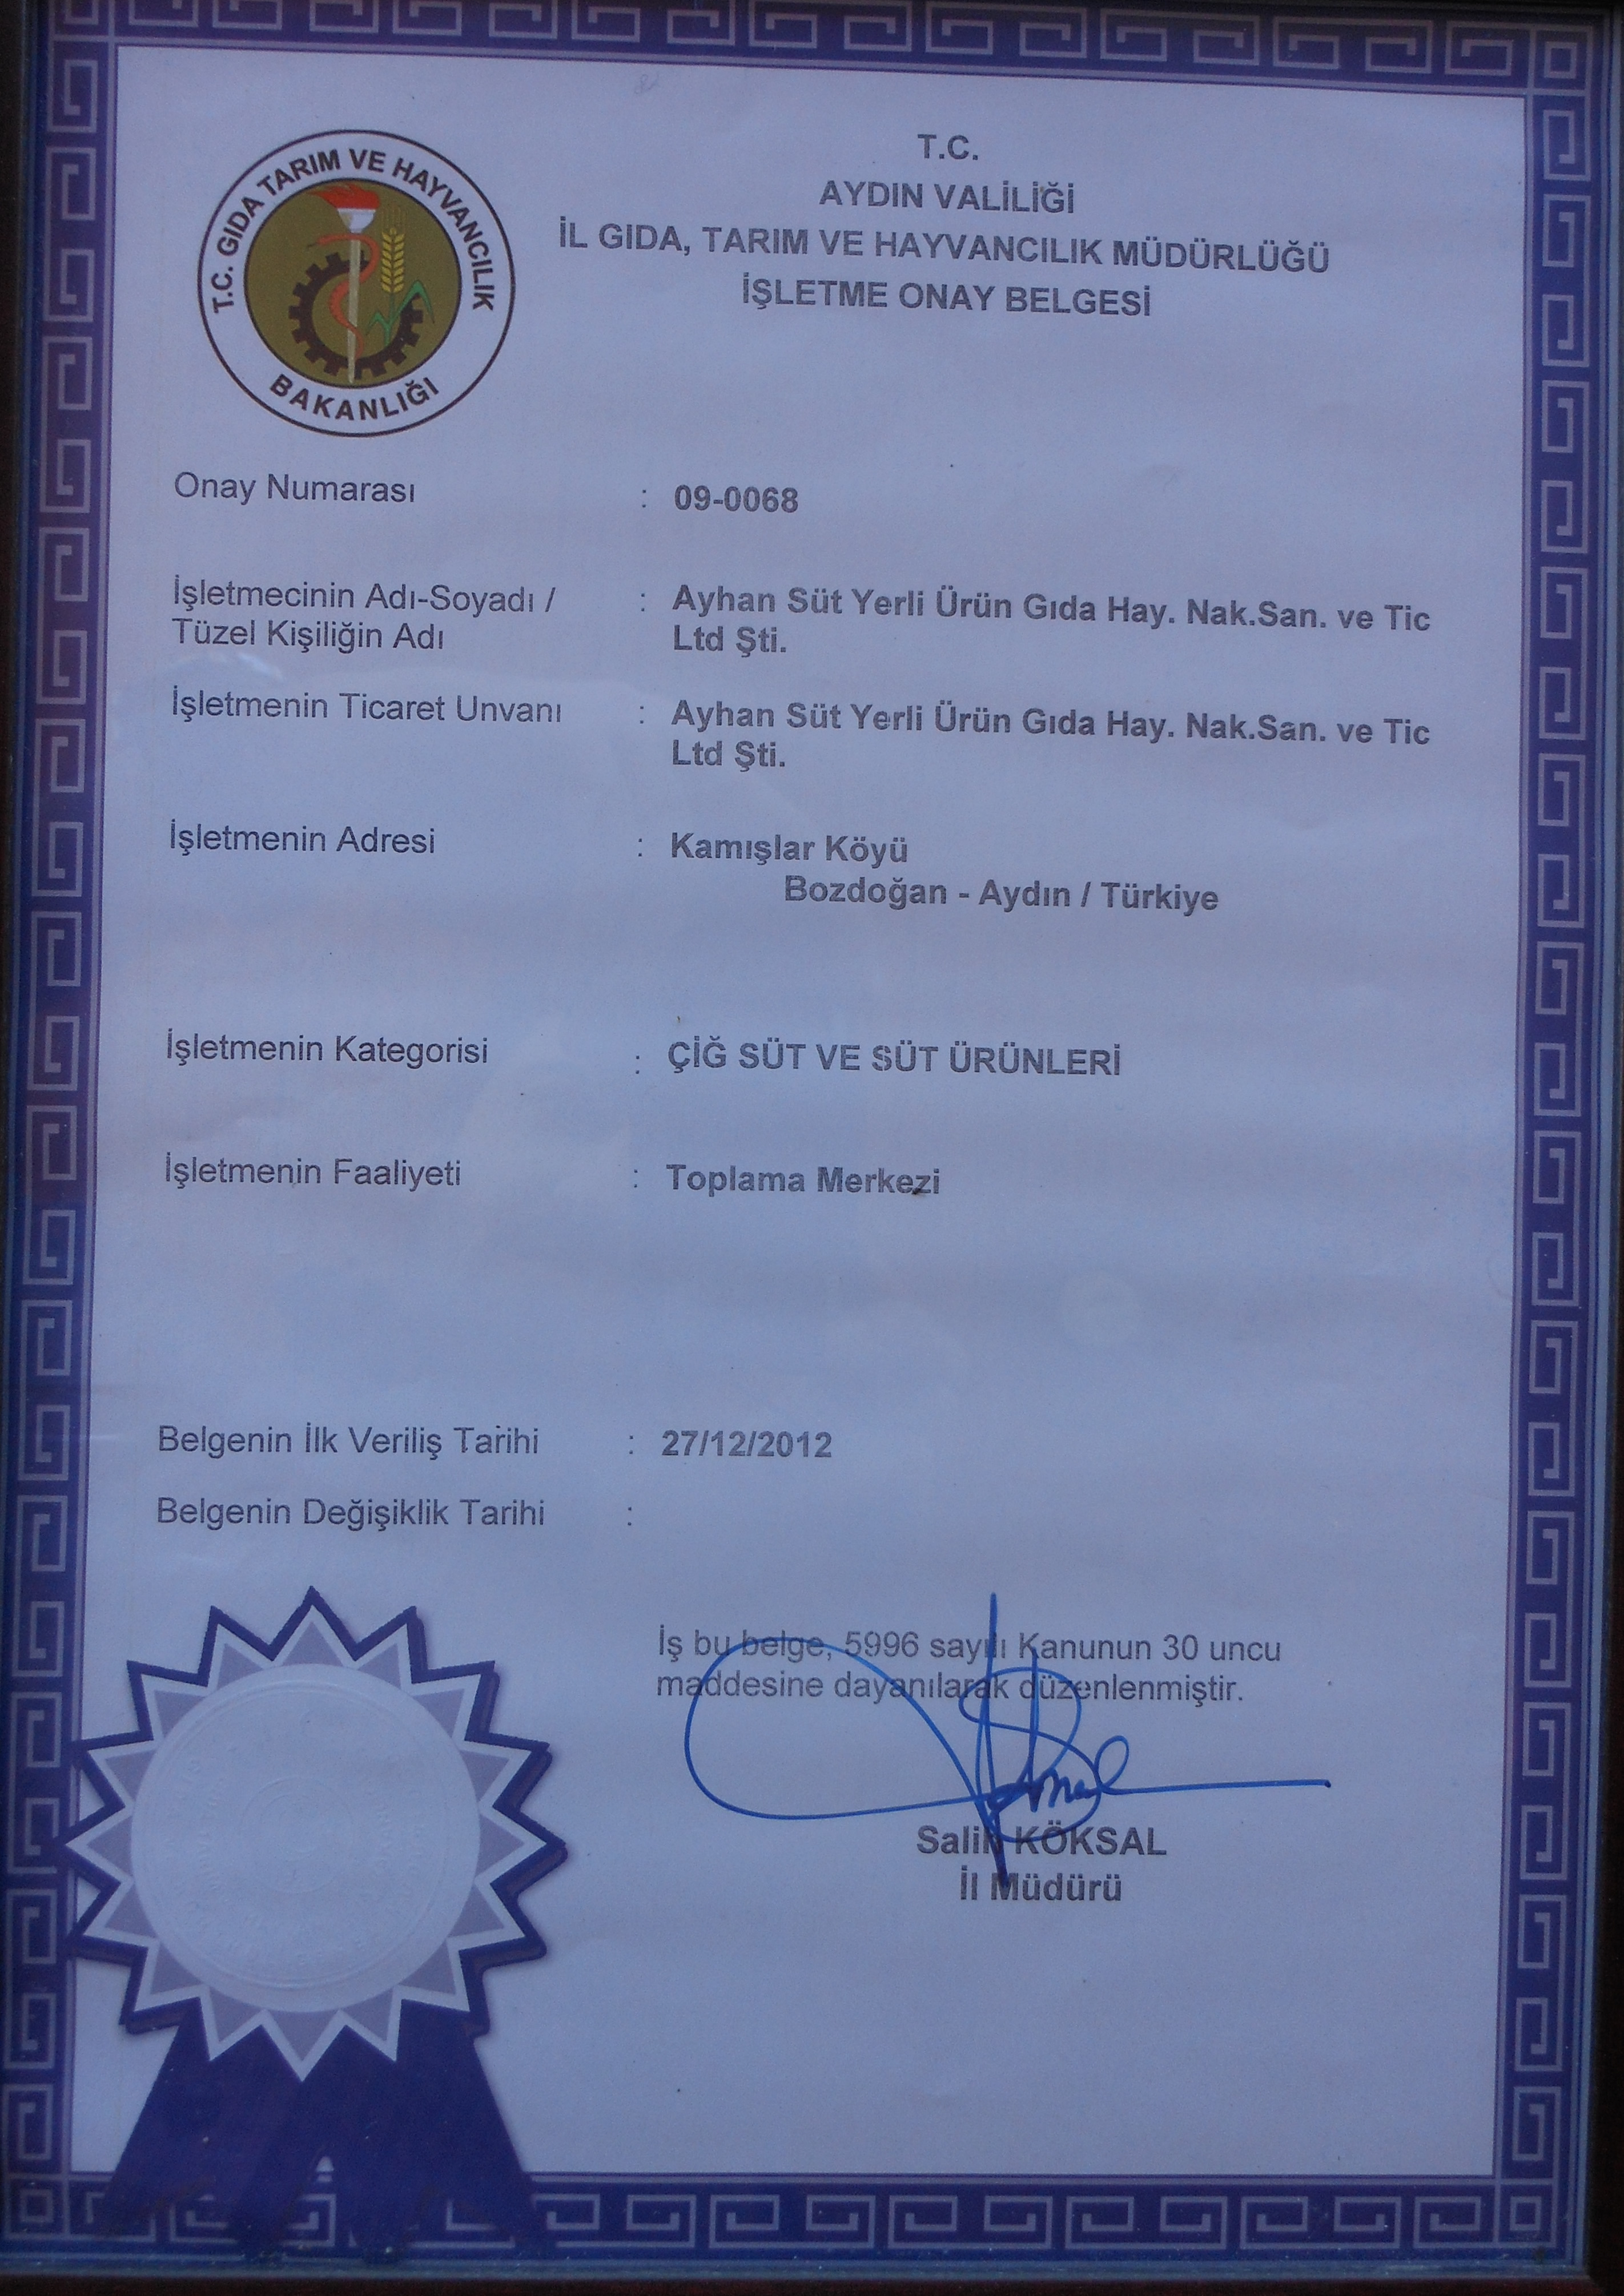 T.C. GIDA TARIM VE HAYVANCILIK
BAKANLIĞI
T.C.
AYDIN VALİLİĞİ
İL GIDA, TARIM VE HAYVANCILIK MÜDÜRLÜĞÜ
İŞLETME ONAY BELGESİ
Onay Numarası : 09-0068
İşletmecinin Adı-Soyadı / : Ayhan Süt Yerli Ürün Gıda Hay. Nak.San. ve Tic
Tüzel Kişiliğin Adı Ltd Şti.
İşletmenin Ticaret Unvanı : Ayhan Süt Yerli Ürün Gıda Hay. Nak.San. ve Tic
Ltd Şti.
İşletmenin Adresi : Kamışlar Köyü
Bozdoğan - Aydın / Türkiye
İşletmenin Kategorisi : ÇİĞ SÜT VE SÜT ÜRÜNLERİ
İşletmenin Faaliyeti : Toplama Merkezi
Belgenin İlk Veriliş Tarihi : 27/12/2012
Belgenin Değişiklik Tarihi :
İş bu belge, 5996 sayılı Kanunun 30 uncu
maddesine dayanılarak düzenlenmiştir.
Salih KÖKSAL
İl Müdürü